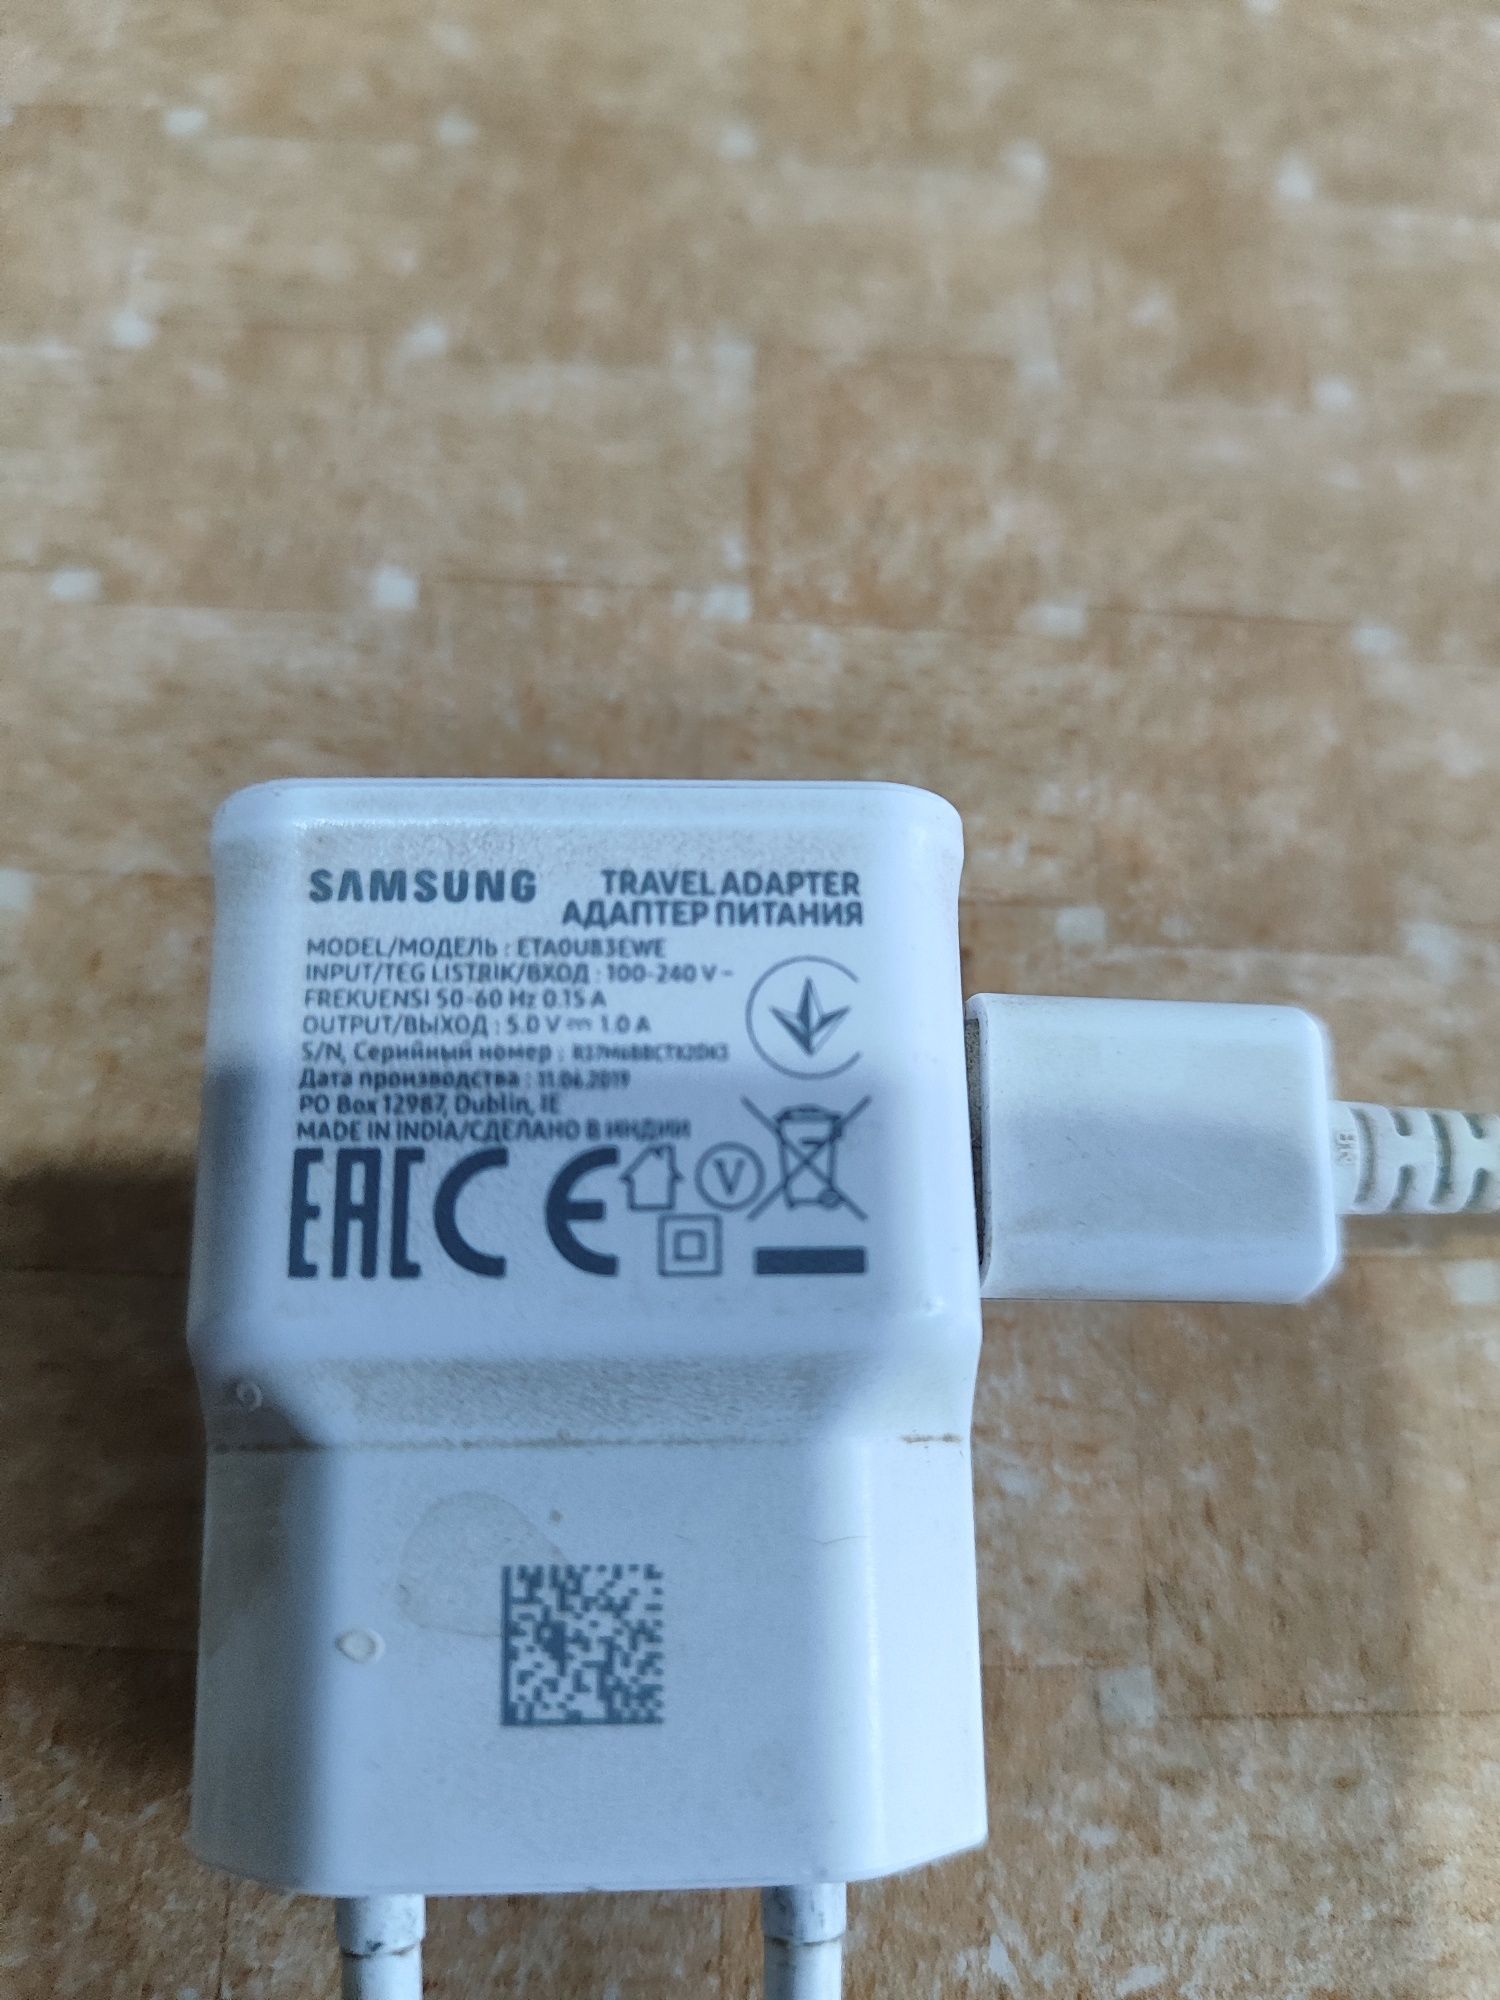 SAMSUNG
TRAVEL ADAPTER
АДАПТЕР ПИТАНИЯ
MODEL/МОДЕЛЬ : ETA0U83EWE
INPUT/TEG LISTRIK/ВХОД : 100-240 V ~
FREKUENSI 50-60 Hz 0.15 A
OUTPUT/ВЫХОД : 5.0 V ⎓ 1.0 A
S/N, Серийный номер :
Дата производства : 11.06.2019
PO Box 12987, Dublin, IE
MADE IN INDIA/СДЕЛАНО В ИНДИИ
EAC CE V